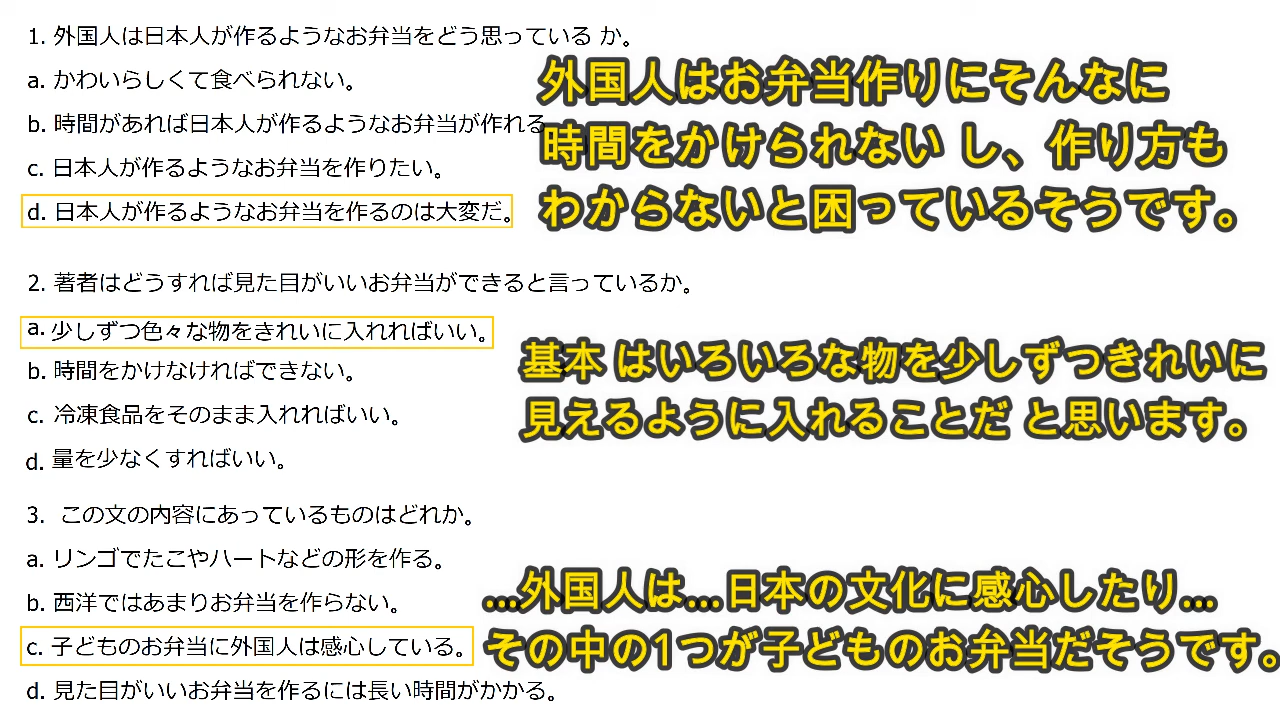 1. 外国人は日本人が作るようなお弁当をどう思っている か。
a. かわいらしくて食べられない。
b. 時間があれば日本人が作るようなお弁当が作れる
c. 日本人が作るようなお弁当を作りたい。
d. 日本人が作るようなお弁当を作るのは大変だ。
外国人はお弁当作りにそんなに
時間をかけられない し、作り方も
わからないと困っているそうです。
2. 著者はどうすれば見た目がいいお弁当ができると言っているか。
a. 少しずつ色々な物をきれいに入れればいい。
b. 時間をかけなければできない。
c. 冷凍食品をそのまま入れればいい。
d. 量を少なくすればいい。
基本 はいろいろな物を少しずつきれいに
見えるように入れることだ と思います。
3. この文の内容にあっているものはどれか。
a. リンゴでたこやハートなどの形を作る。
b. 西洋ではあまりお弁当を作らない。
c. 子どものお弁当に外国人は感心している。
d. 見た目がいいお弁当を作るには長い時間がかかる。
...外国人は...日本の文化に感心したり...
その中の1つが子どものお弁当だそうです。